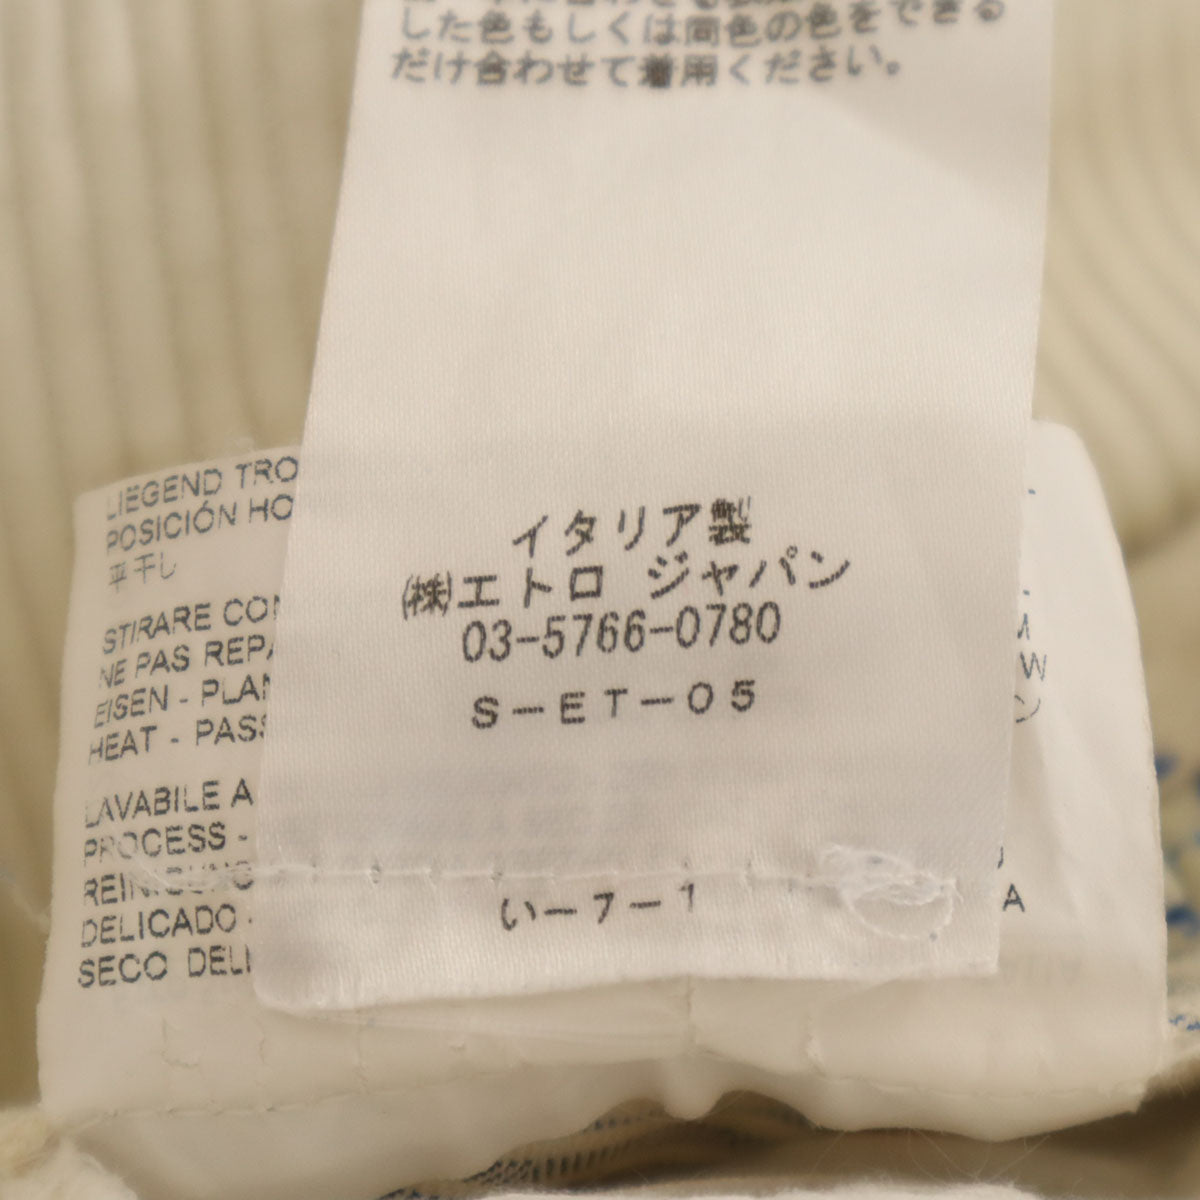 した色もしくは同色の色をできる
だけ合わせて着用ください。
イタリア製
㈱エトロ ジャパン
03-5766-0780
S-ET-05
い-7-1
LIEGEND TRO
POSICIÓN HO
平干し
STIRARE CON
NE PAS REPA
EISEN - PLAN
HEAT - PASS
LAVABILE A
PROCESS -
REINIGUNG
DELICADO -
SECO DELI
W
ン
A